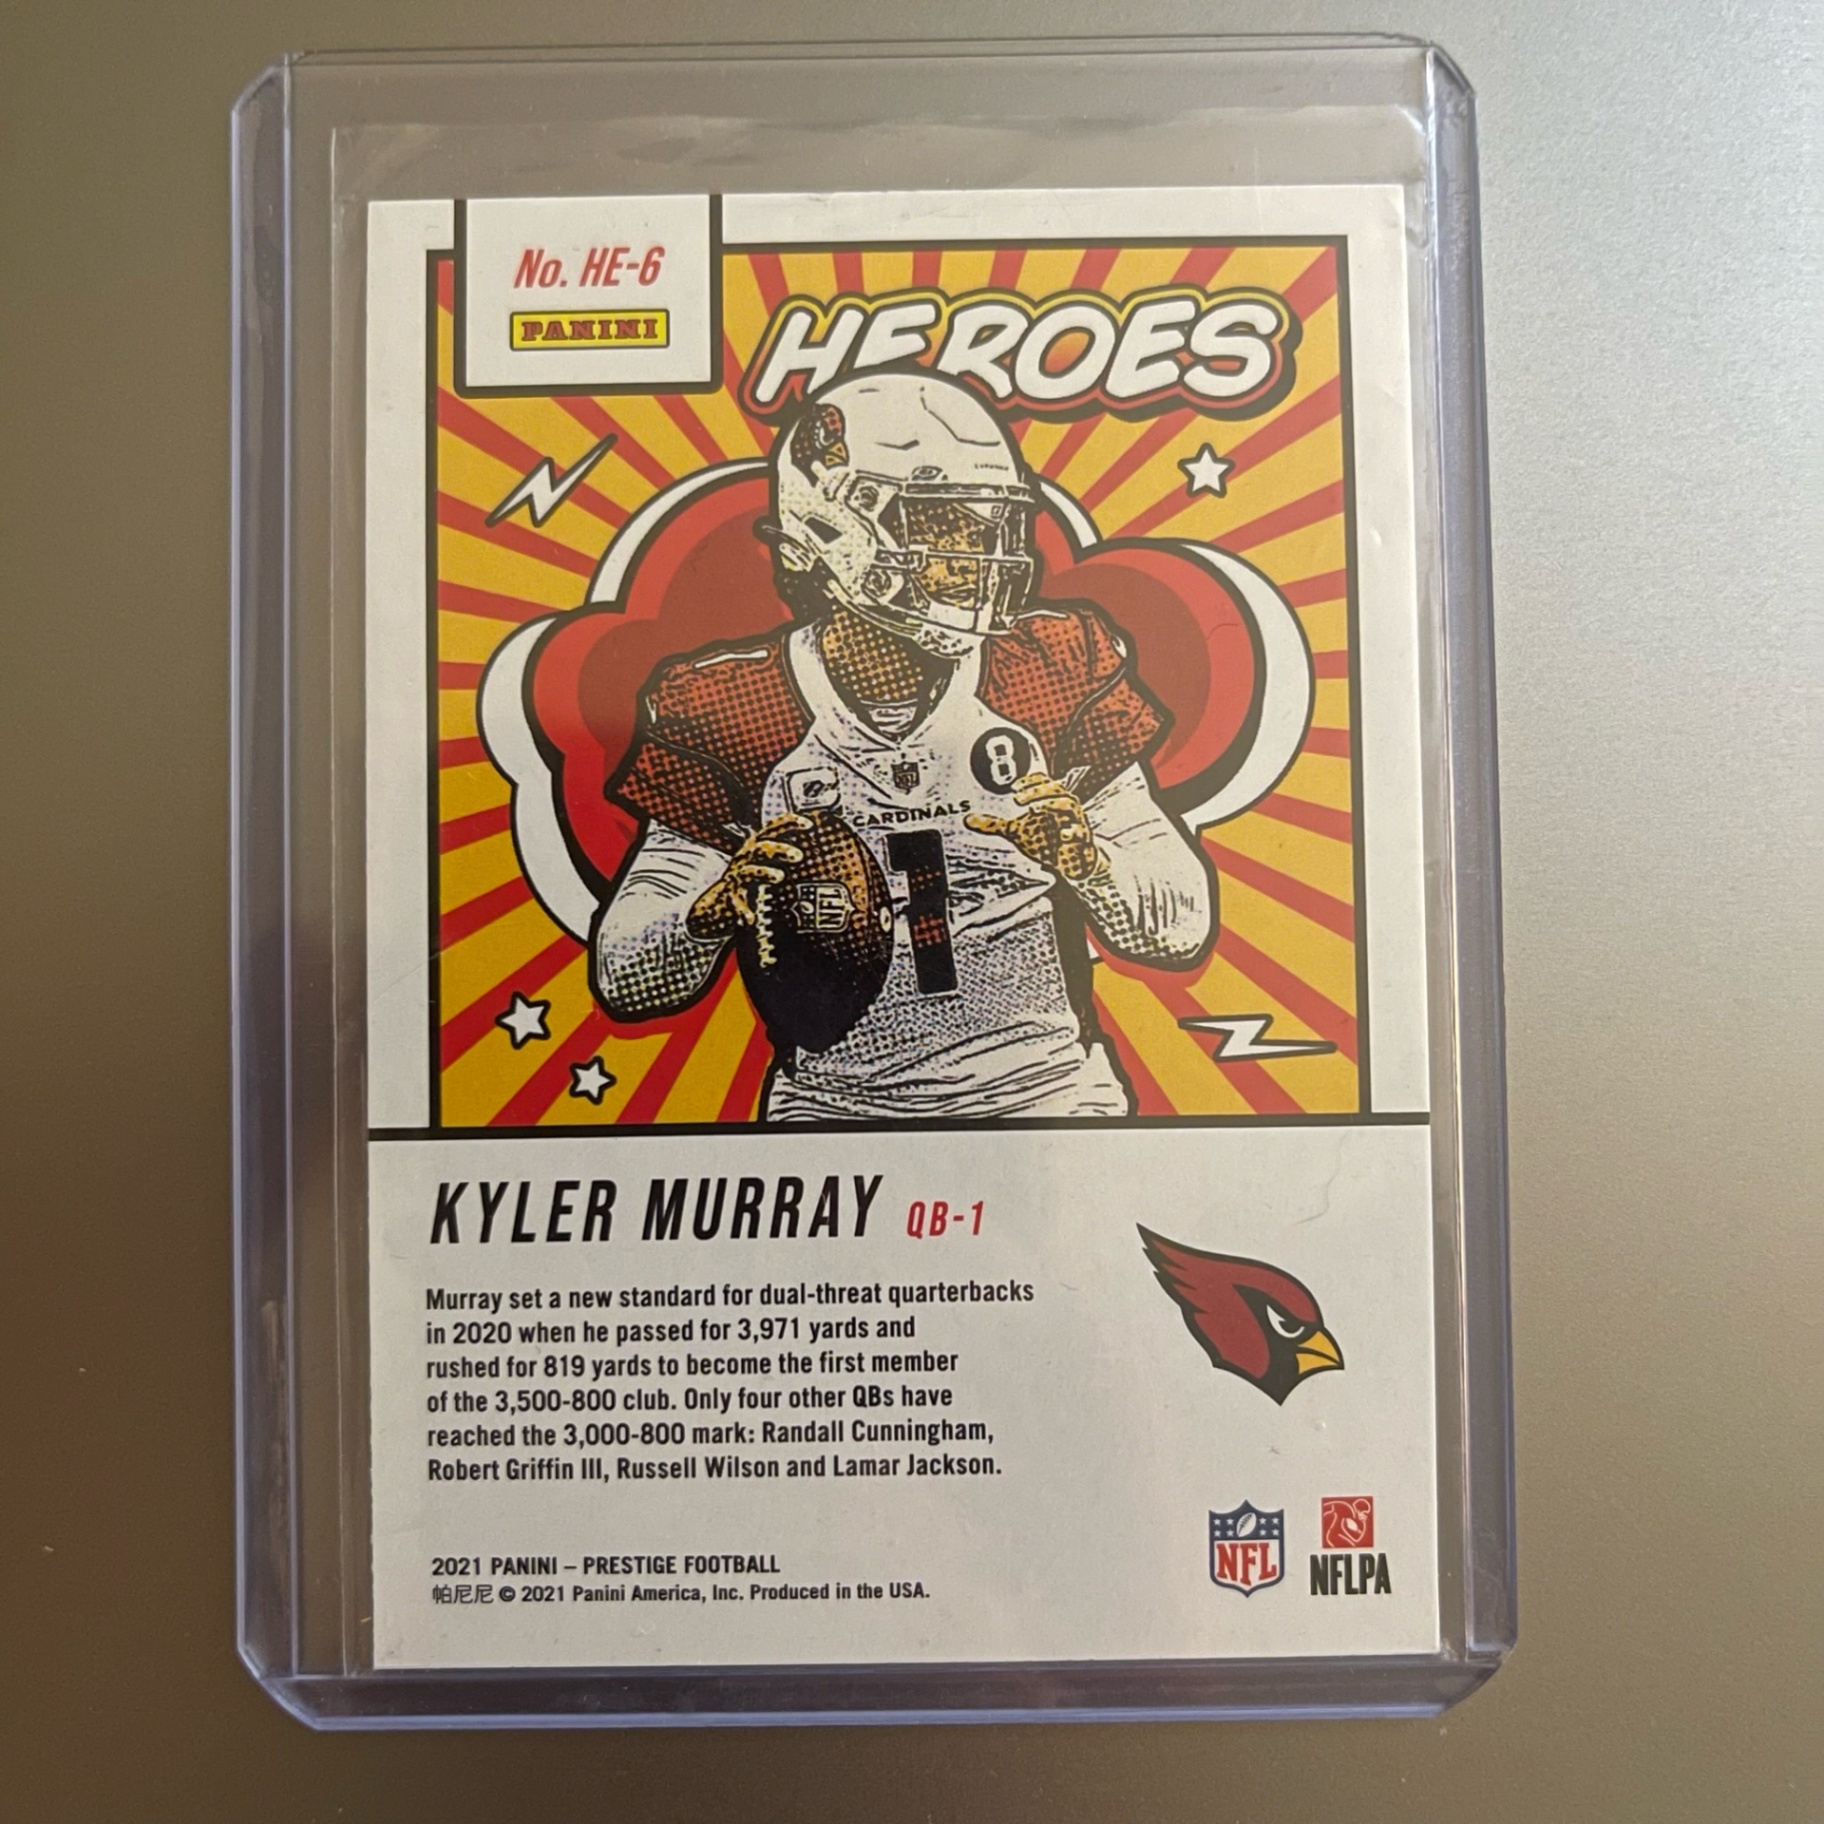 No. HE-6
PANINI
HEROES
8
CARDINALS
1
NFL
KYLER MURRAY QB-1
Murray set a new standard for dual-threat quarterbacks
in 2020 when he passed for 3,971 yards and
rushed for 819 yards to become the first member
of the 3,500-800 club. Only four other QBs have
reached the 3,000-800 mark: Randall Cunningham,
Robert Griffin III, Russell Wilson and Lamar Jackson.
2021 PANINI – PRESTIGE FOOTBALL
帕尼尼 © 2021 Panini America, Inc. Produced in the USA.
NFL
NFLPA